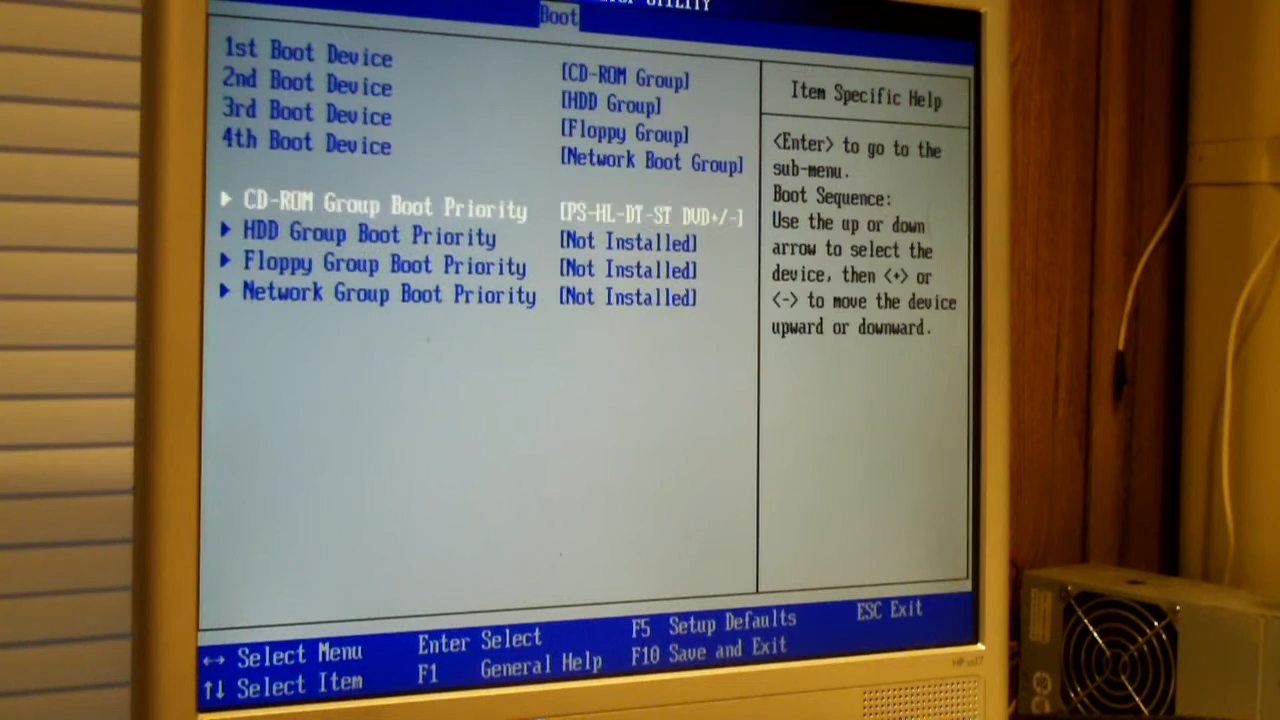 UTILITY
Boot
1st Boot Device [CD-ROM Group]
2nd Boot Device [HDD Group]
3rd Boot Device [Floppy Group]
4th Boot Device [Network Boot Group]
CD-ROM Group Boot Priority [PS-HL-DT-ST DVD+/-]
HDD Group Boot Priority [Not Installed]
Floppy Group Boot Priority [Not Installed]
Network Group Boot Priority [Not Installed]
Item Specific Help
<Enter> to go to the
sub-menu.
Boot Sequence:
Use the up or down
arrow to select the
device, then <+> or
<-> to move the device
upward or downward.
↔ Select Menu Enter Select F5 Setup Defaults ESC Exit
↑↓ Select Item F1 General Help F10 Save and Exit